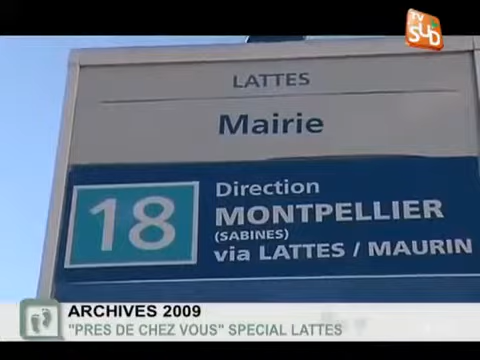 TV
SUD
LATTES
Mairie
18
Direction
MONTPELLIER
(SABINES)
via LATTES / MAURIN
ARCHIVES 2009
"PRES DE CHEZ VOUS" SPECIAL LATTES